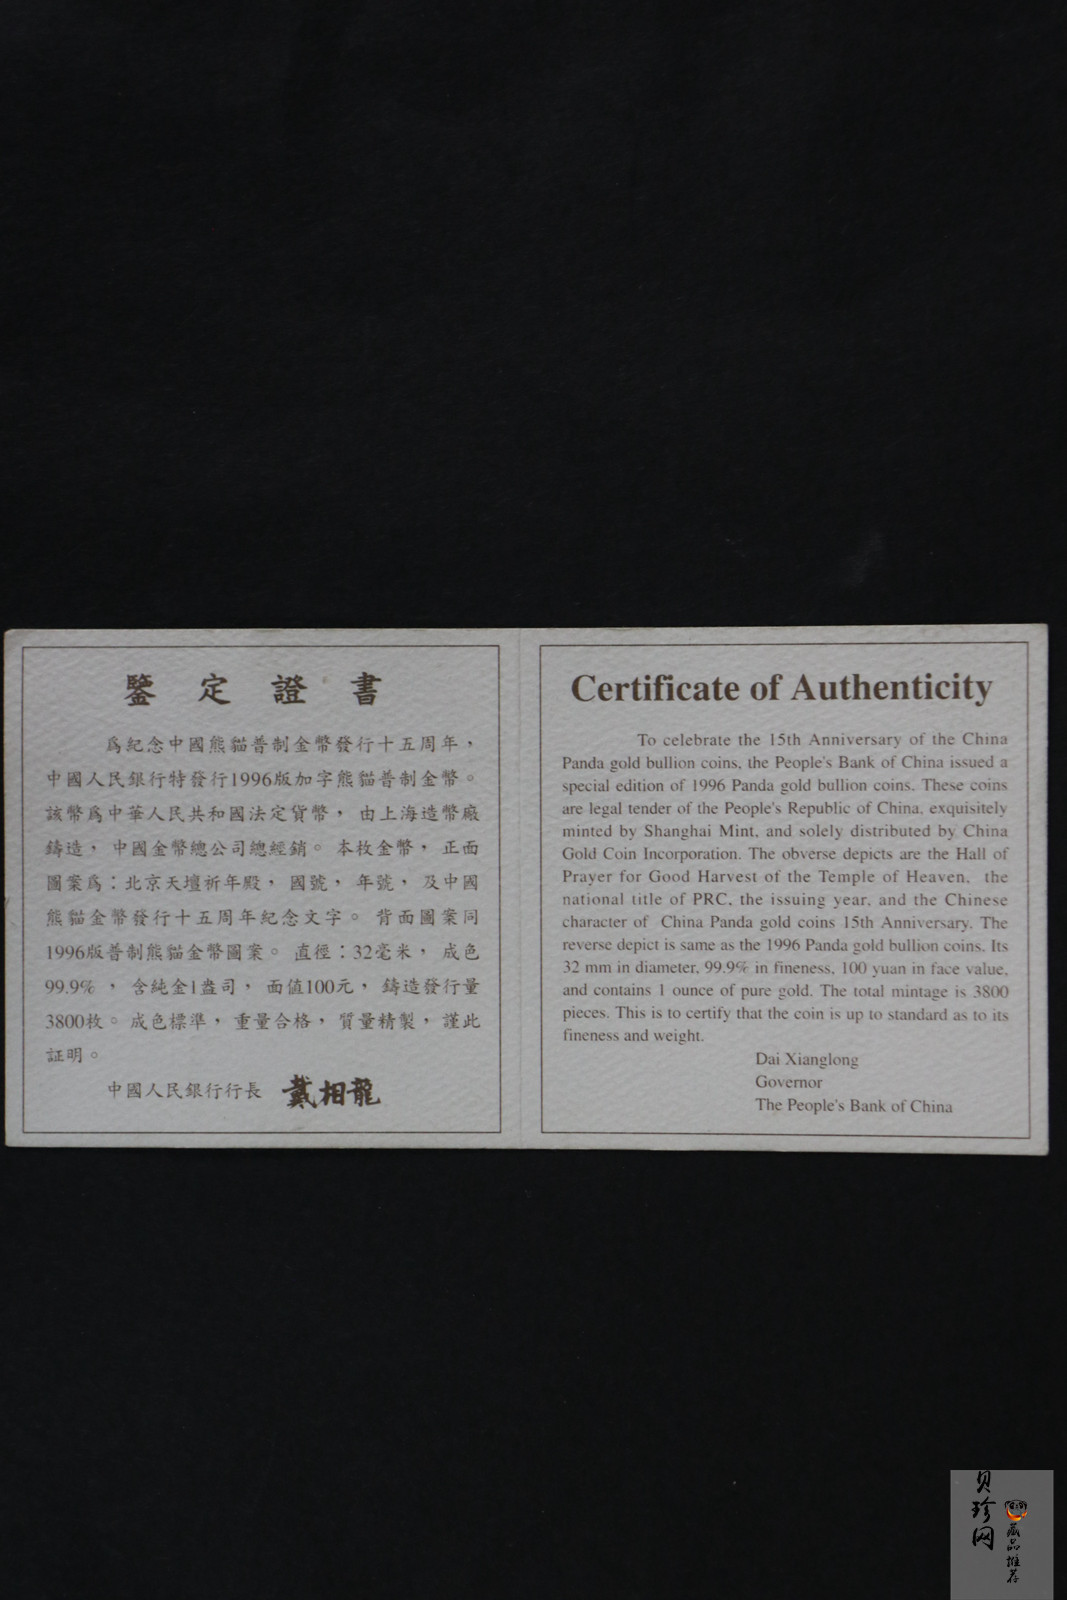 鑒定證書
爲紀念中國熊貓普制金幣發行十五周年，
中國人民銀行特發行1996版加字熊貓普制金幣。
該幣爲中華人民共和國法定貨幣，由上海造幣廠
鑄造，中國金幣總公司總經銷。本枚金幣，正面
圖案爲：北京天壇祈年殿，國號，年號，及中國
熊貓金幣發行十五周年紀念文字。背面圖案同
1996版普制熊貓金幣圖案。直徑：32毫米，成色
99.9%，含純金1盎司，面值100元，鑄造發行量
3800枚。成色標準，重量合格，質量精製，謹此
証明。
中國人民銀行行長 戴相龍
Certificate of Authenticity
To celebrate the 15th Anniversary of the China
Panda gold bullion coins, the People's Bank of China issued a
special edition of 1996 Panda gold bullion coins. These coins
are legal tender of the People's Republic of China, exquisitely
minted by Shanghai Mint, and solely distributed by China
Gold Coin Incorporation. The obverse depicts are the Hall of
Prayer for Good Harvest of the Temple of Heaven, the
national title of PRC, the issuing year, and the Chinese
character of China Panda gold coins 15th Anniversary. The
reverse depict is same as the 1996 Panda gold bullion coins. Its
32 mm in diameter, 99.9% in fineness, 100 yuan in face value,
and contains 1 ounce of pure gold. The total mintage is 3800
pieces. This is to certify that the coin is up to standard as to its
fineness and weight.
Dai Xianglong
Governor
The People's Bank of China
贝珍网
藏品推荐